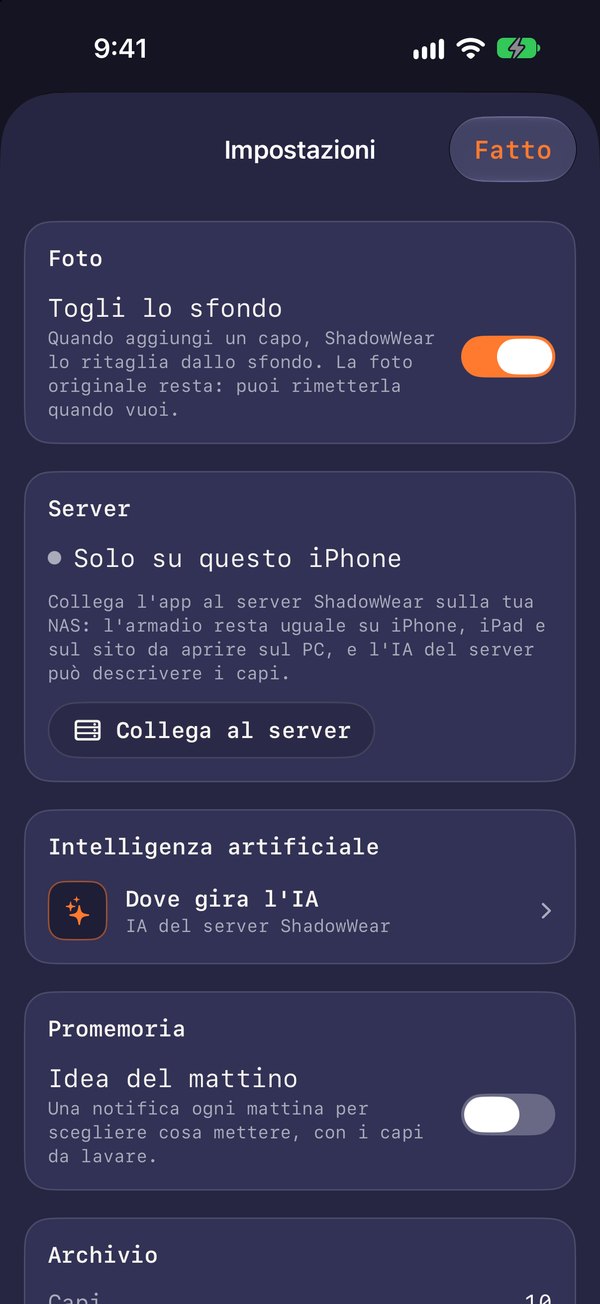 9:41
Impostazioni
Fatto
Foto
Togli lo sfondo
Quando aggiungi un capo, ShadowWear
lo ritaglia dallo sfondo. La foto
originale resta: puoi rimetterla
quando vuoi.
Server
Solo su questo iPhone
Collega l'app al server ShadowWear sulla tua
NAS: l'armadio resta uguale su iPhone, iPad e
sul sito da aprire sul PC, e l'IA del server
può descrivere i capi.
Collega al server
Intelligenza artificiale
Dove gira l'IA
IA del server ShadowWear
Promemoria
Idea del mattino
Una notifica ogni mattina per
scegliere cosa mettere, con i capi
da lavare.
Archivio
Capi 10